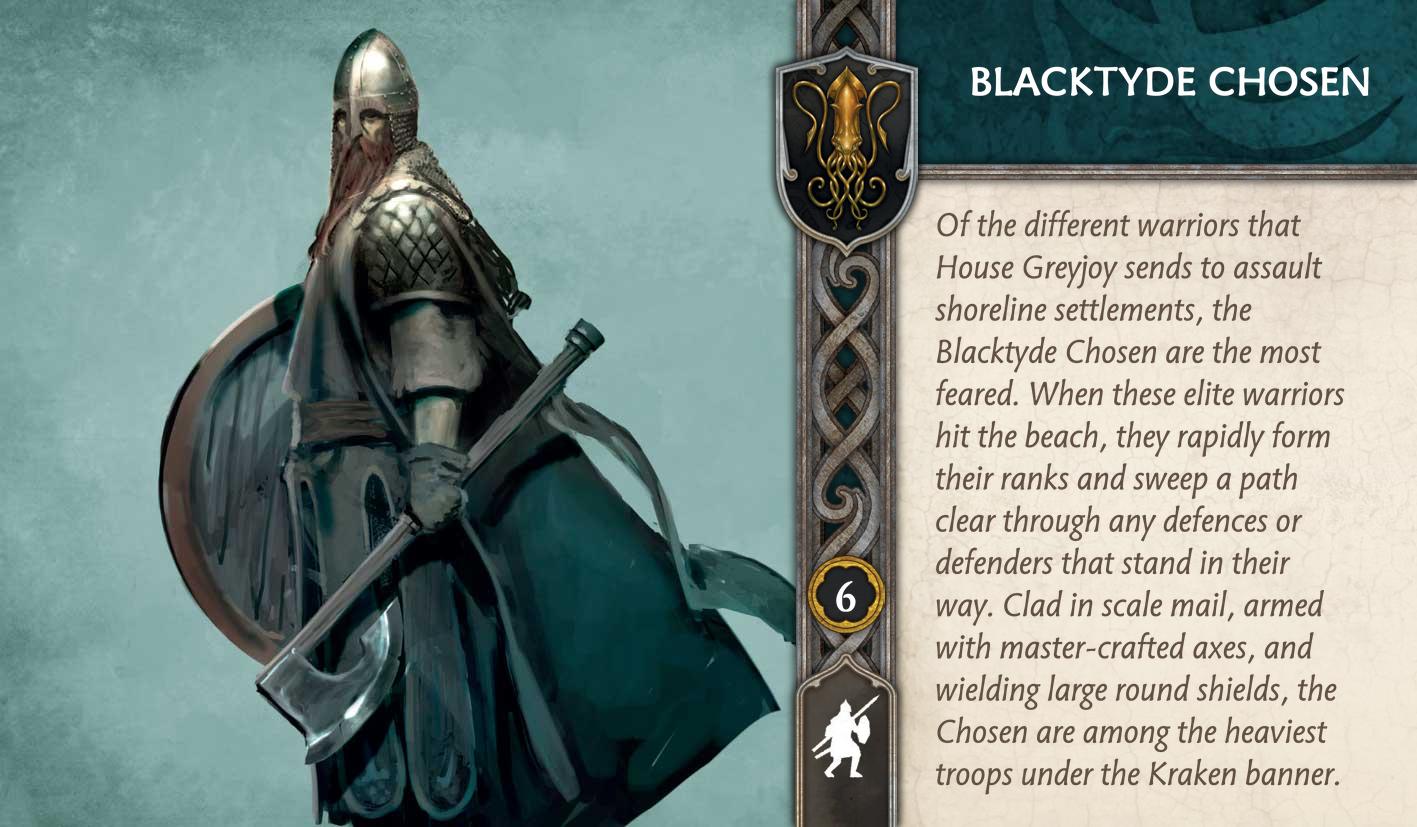 BLACKTYDE CHOSEN
Of the different warriors that
House Greyjoy sends to assault
shoreline settlements, the
Blacktyde Chosen are the most
feared. When these elite warriors
hit the beach, they rapidly form
their ranks and sweep a path
clear through any defences or
defenders that stand in their
way. Clad in scale mail, armed
with master-crafted axes, and
wielding large round shields, the
Chosen are among the heaviest
troops under the Kraken banner.
6